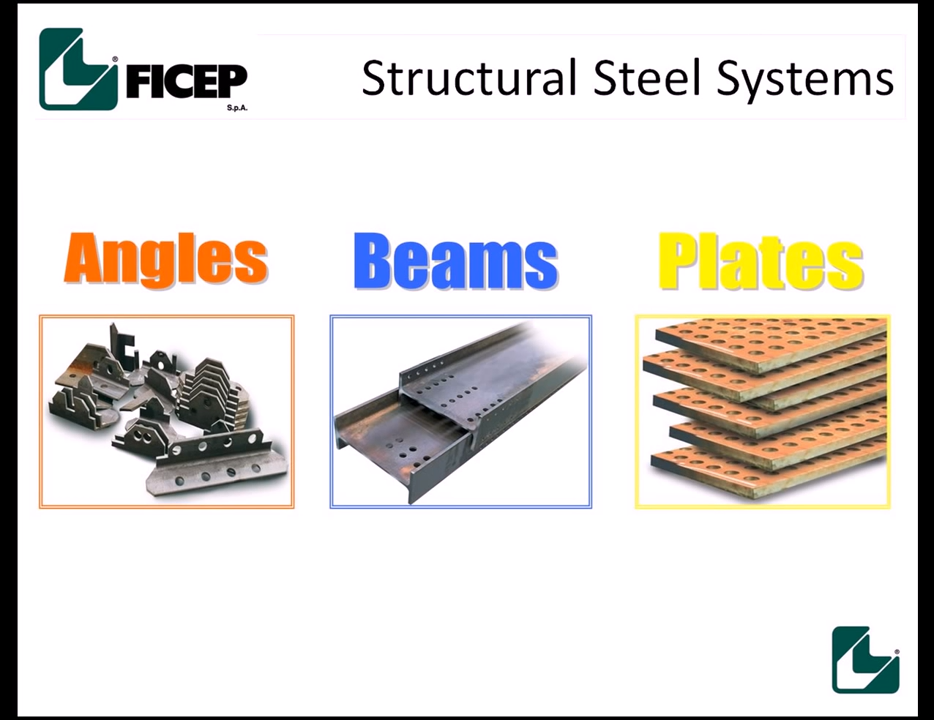 FICEP
S.p.A.
Structural Steel Systems
Angles
Beams
Plates